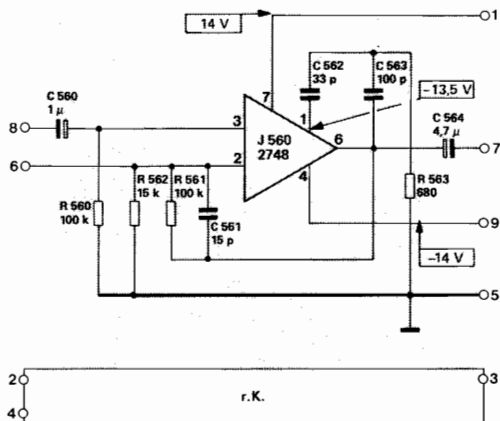 14 V
1
C 562
33 p
C 563
100 p
C 560
1 µ
7
1
−13,5 V
C 564
4,7 µ
8
3
J 560
2748
6
7
6
2
4
R 560
100 k
R 562
15 k
R 561
100 k
C 561
15 p
R 563
680
9
−14 V
5
2
r.K.
3
4